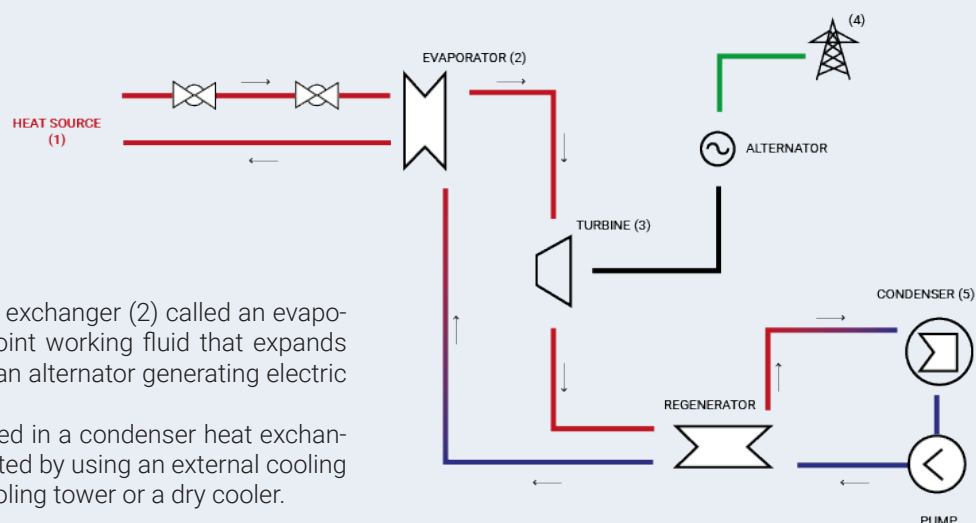 (4)
EVAPORATOR (2)
HEAT SOURCE
(1)
ALTERNATOR
TURBINE (3)
CONDENSER (5)
exchanger (2) called an evapo-
oint working fluid that expands
an alternator generating electric
REGENERATOR
ed in a condenser heat exchan-
ted by using an external cooling
oling tower or a dry cooler.
PUMP